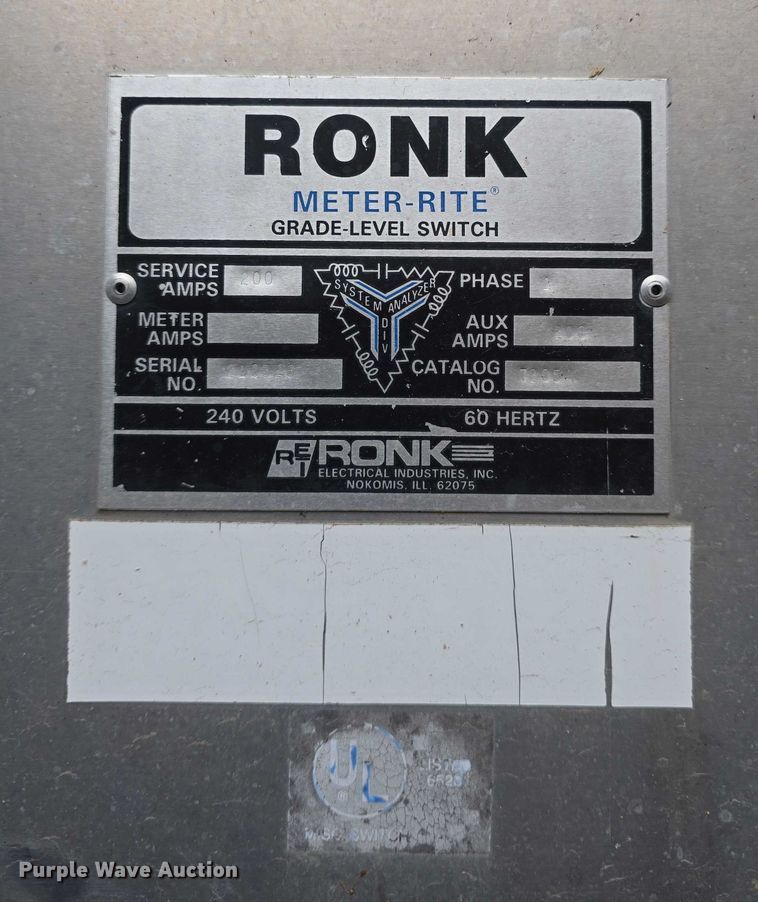 RONK
METER-RITE®
GRADE-LEVEL SWITCH
SERVICE AMPS 200
PHASE
METER AMPS
AUX AMPS
SERIAL NO.
CATALOG NO.
SYSTEM ANALYZER DIV
240 VOLTS 60 HERTZ
REI RONK
ELECTRICAL INDUSTRIES, INC.
NOKOMIS, ILL. 62075
UL
®
SWITCH
Purple Wave Auction